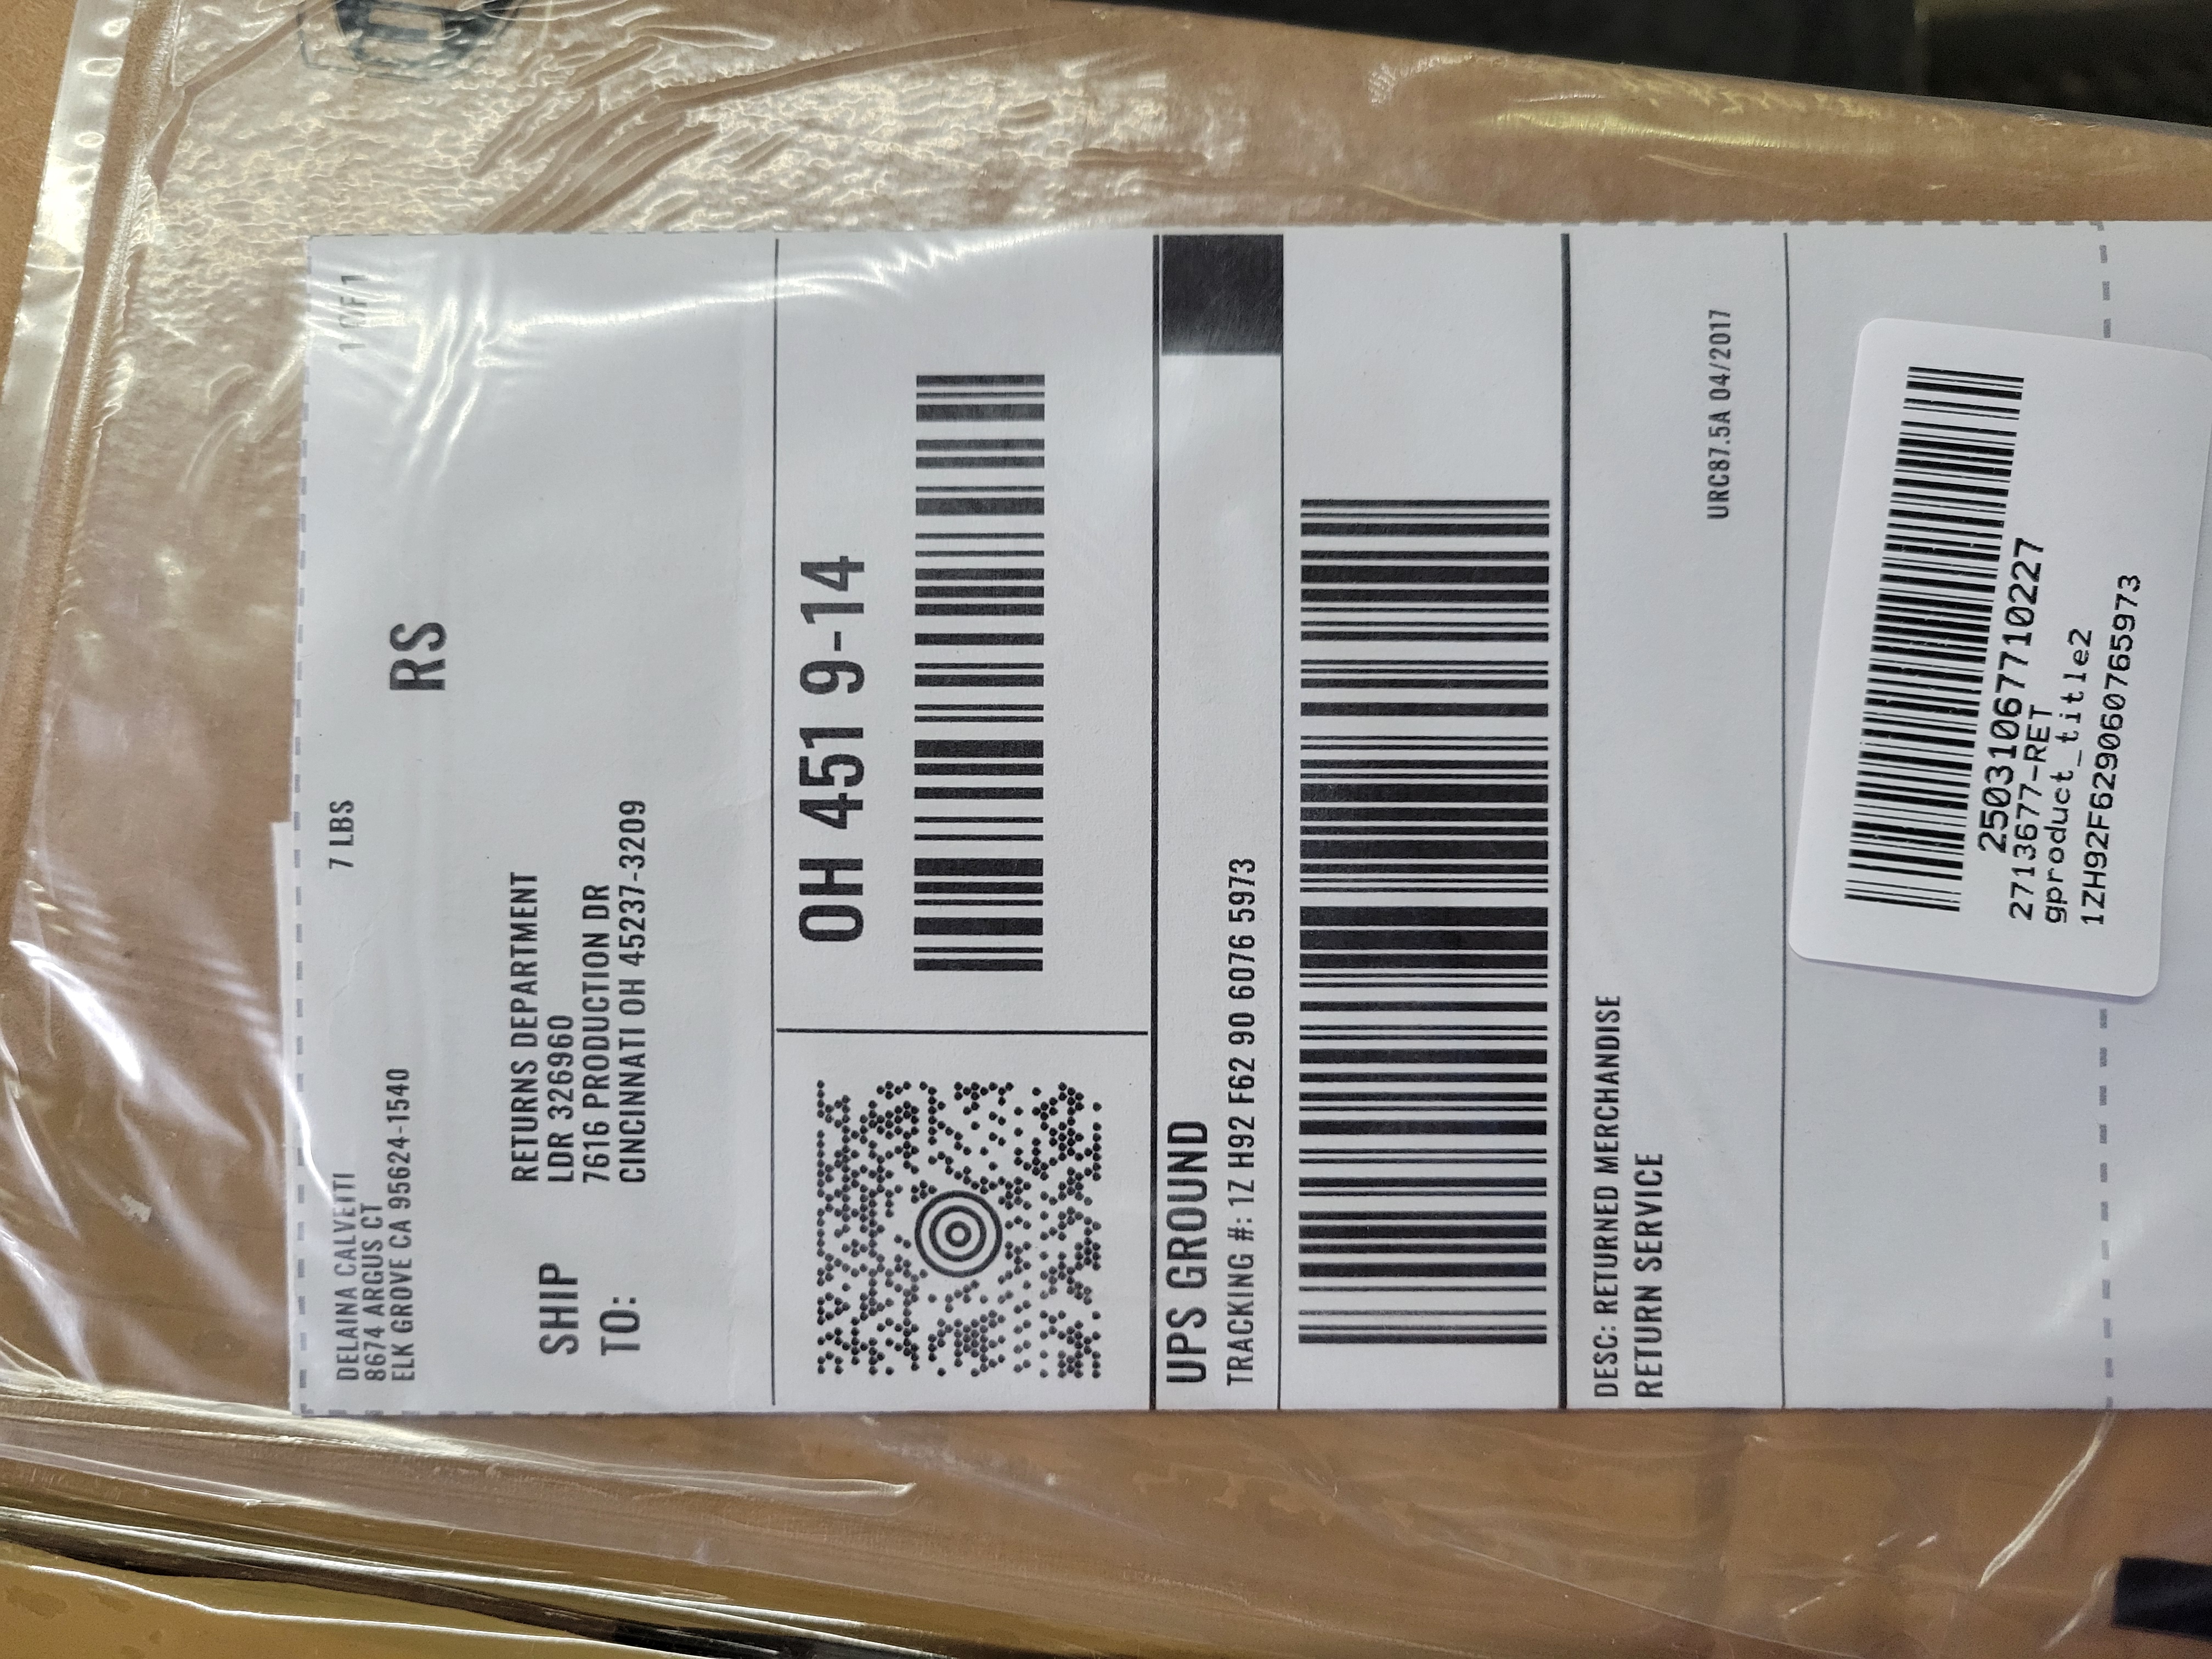 DELAINA CALVETTI
8674 ARGUS CT
ELK GROVE CA 95624-1540
7 LBS
1 OF 1
RS
SHIP
TO:
RETURNS DEPARTMENT
LDR 326960
7616 PRODUCTION DR
CINCINNATI OH 45237-3209
OH 451 9-14
UPS GROUND
TRACKING #: 1Z H92 F62 90 6076 5973
DESC: RETURNED MERCHANDISE
RETURN SERVICE
URC87.5A 04/2017
25031067710227
2713677-RET
gproduct_title2
1ZH92F629060765973